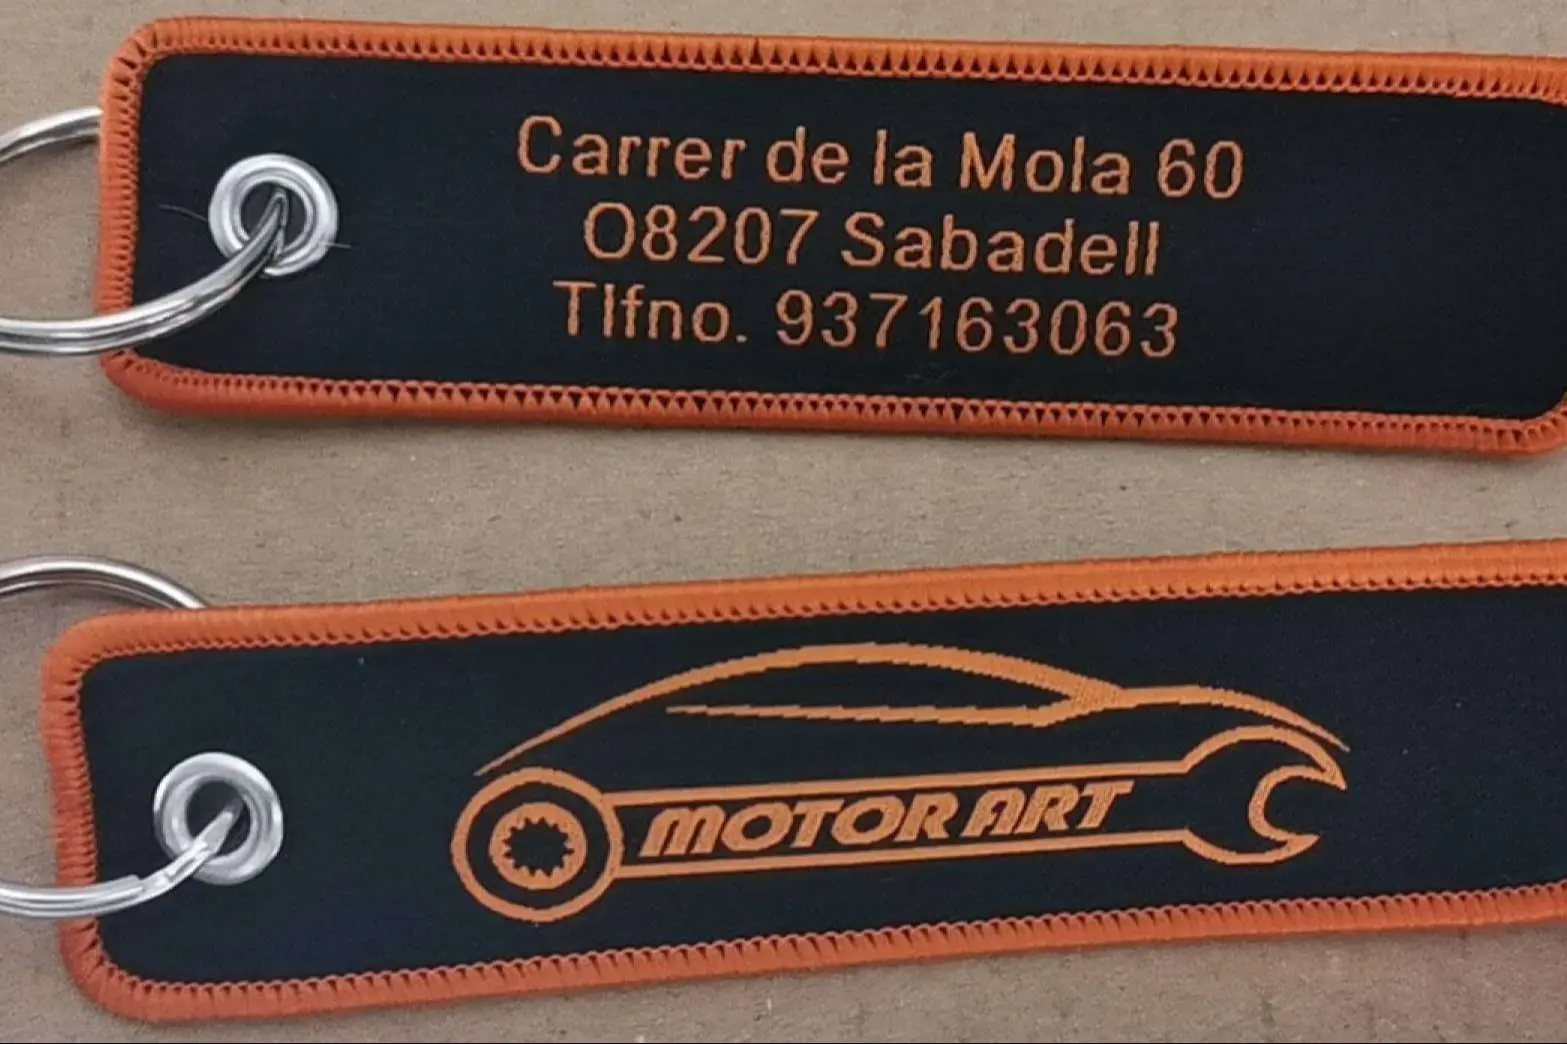 Carrer de la Mola 60
08207 Sabadell
Tlfno. 937163063
MOTOR ART